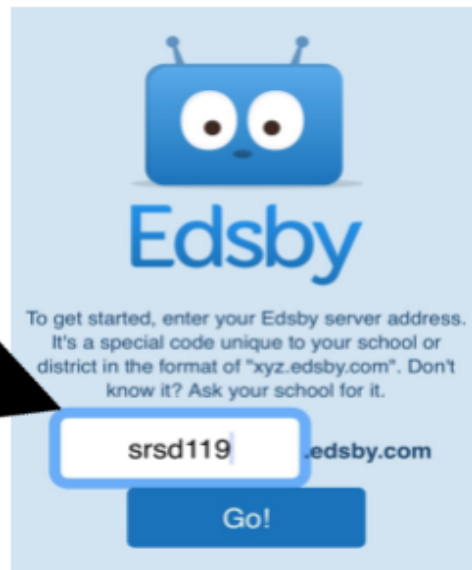 Edsby
To get started, enter your Edsby server address.
It's a special code unique to your school or
district in the format of "xyz.edsby.com". Don't
know it? Ask your school for it.
srsd119 .edsby.com
Go!